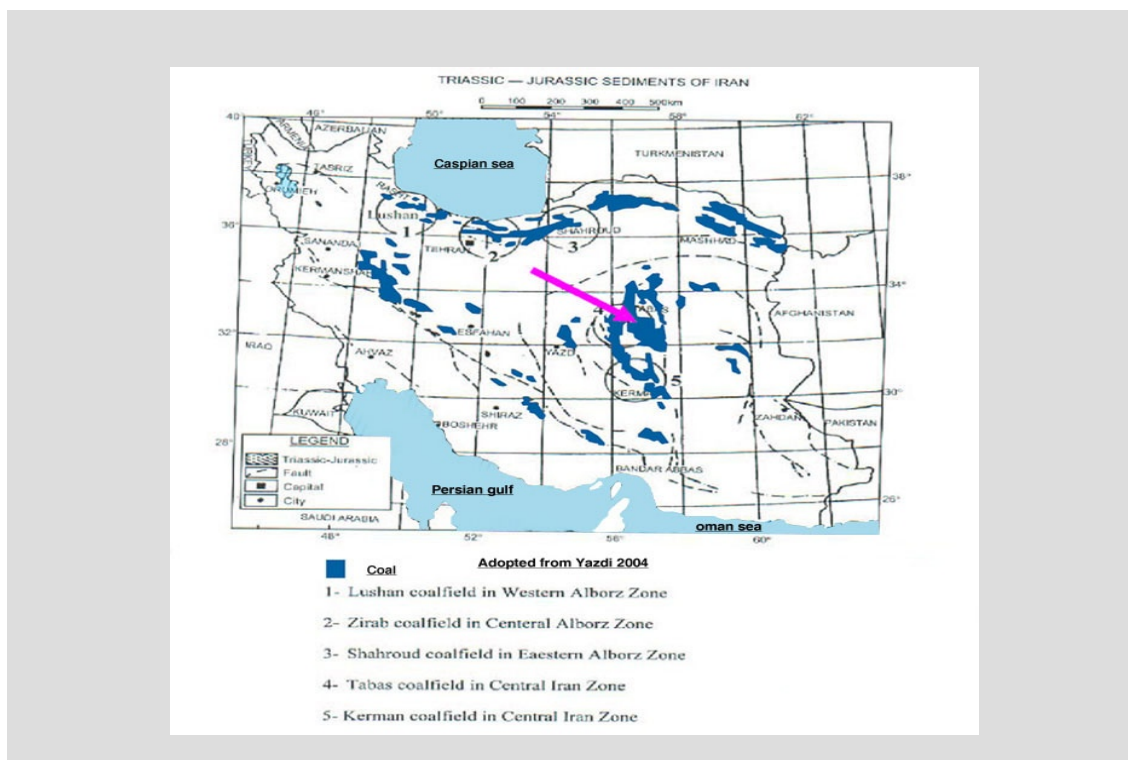 TRIASSIC — JURASSIC SEDIMENTS OF IRAN
0 100 200 300 400 500km
46° 50° 54° 58° 62°
40
ARMENIA
AZERBAIJAN
TURKEY
Caspian sea
TURKMENISTAN
TABRIZ
ORUMIEH
38°
RASHT
Lushan
1
36°
SHAHROUD
2
3
MASHHAD
SANANDA
TEHRAN
KERMANSHAH
34°
TABAS
4
AFGHANISTAN
32°
ESFAHAN
IRAQ
AHVAZ
YAZD
5
KERMA
30°
KUWAIT
SHIRAZ
BOSHEHR
ZAHDAN
PAKISTAN
28°
LEGEND
Triassic-Jurassic
Fault
Capital
City
BANDAR ABBAS
Persian gulf
26°
SAUDI ARABIA
oman sea
48° 52° 56° 60°
Adopted from Yazdi 2004
Coal
1- Lushan coalfield in Western Alborz Zone
2- Zirab coalfield in Centeral Alborz Zone
3- Shahroud coalfield in Eaestern Alborz Zone
4- Tabas coalfield in Central Iran Zone
5- Kerman coalfield in Central Iran Zone